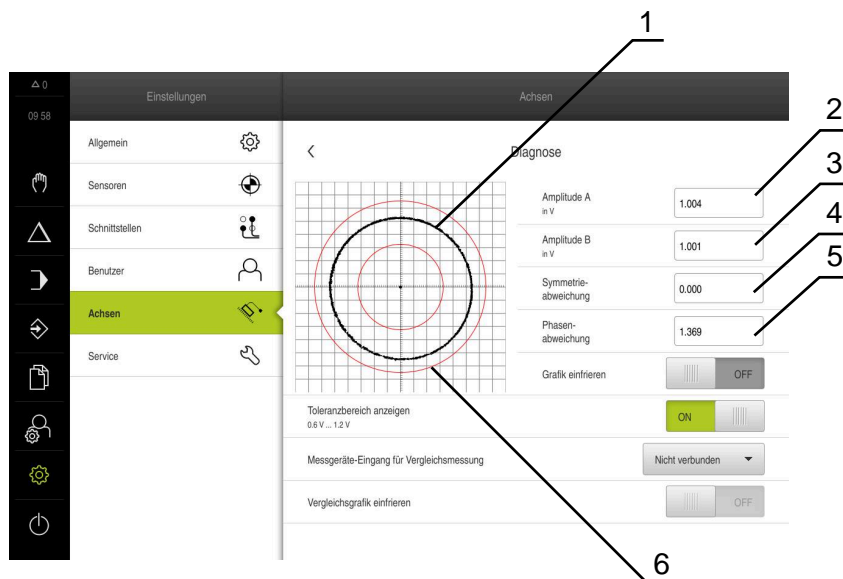 1
△ 0
Einstellungen
Achsen
09 58
2
Allgemein
Diagnose
3
Sensoren
Amplitude A
in V
1.004
4
Schnittstellen
Amplitude B
in V
1.001
5
Benutzer
Symmetrie-
abweichung
0.000
Achsen
Phasen-
abweichung
1.369
Service
Grafik einfrieren
OFF
Toleranzbereich anzeigen
0.6 V ... 1.2 V
ON
Messgeräte-Eingang für Vergleichsmessung
Nicht verbunden
Vergleichsgrafik einfrieren
OFF
6